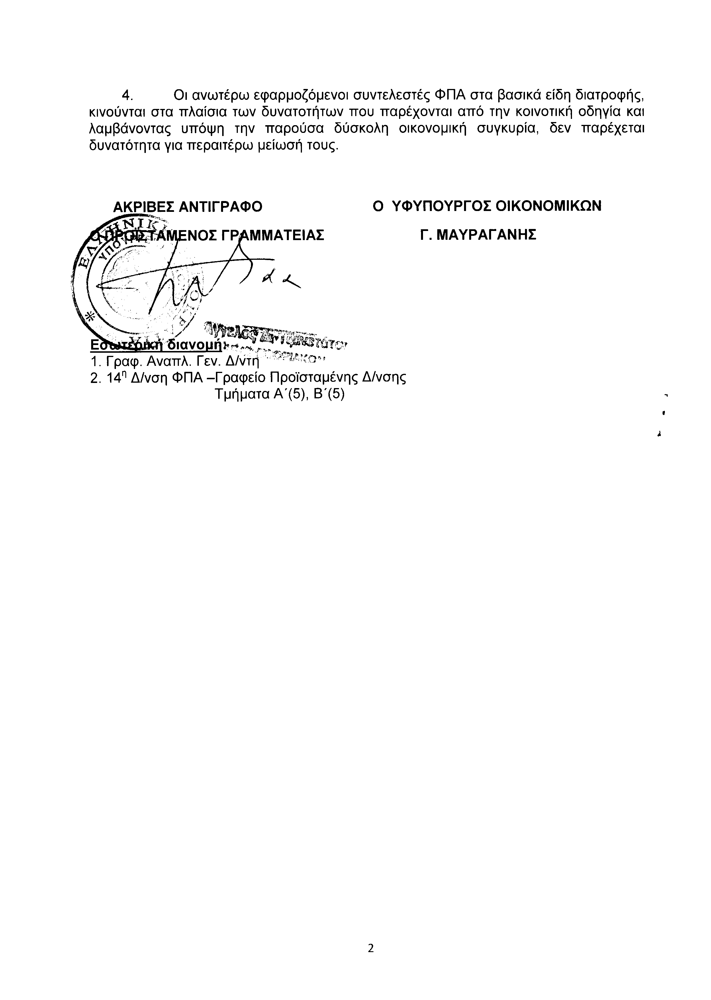 4. Οι ανωτέρω εφαρμοζόμενοι συντελεστές ΦΠΑ στα βασικά είδη διατροφής,
κινούνται στα πλαίσια των δυνατοτήτων που παρέχονται από την κοινοτική οδηγία και
λαμβάνοντας υπόψη την παρούσα δύσκολη οικονομική συγκυρία, δεν παρέχεται
δυνατότητα για περαιτέρω μείωσή τους.
ΑΚΡΙΒΕΣ ΑΝΤΙΓΡΑΦΟ
Ο ΥΦΥΠΟΥΡΓΟΣ ΟΙΚΟΝΟΜΙΚΩΝ
Ο ΠΡΟΪΣΤΑΜΕΝΟΣ ΓΡΑΜΜΑΤΕΙΑΣ
Γ. ΜΑΥΡΑΓΑΝΗΣ
Εσωτερική διανομή:
1. Γραφ. Αναπλ. Γεν. Δ/ντη
2. 14η Δ/νση ΦΠΑ –Γραφείο Προϊσταμένης Δ/νσης
Τμήματα Α΄(5), Β΄(5)
2